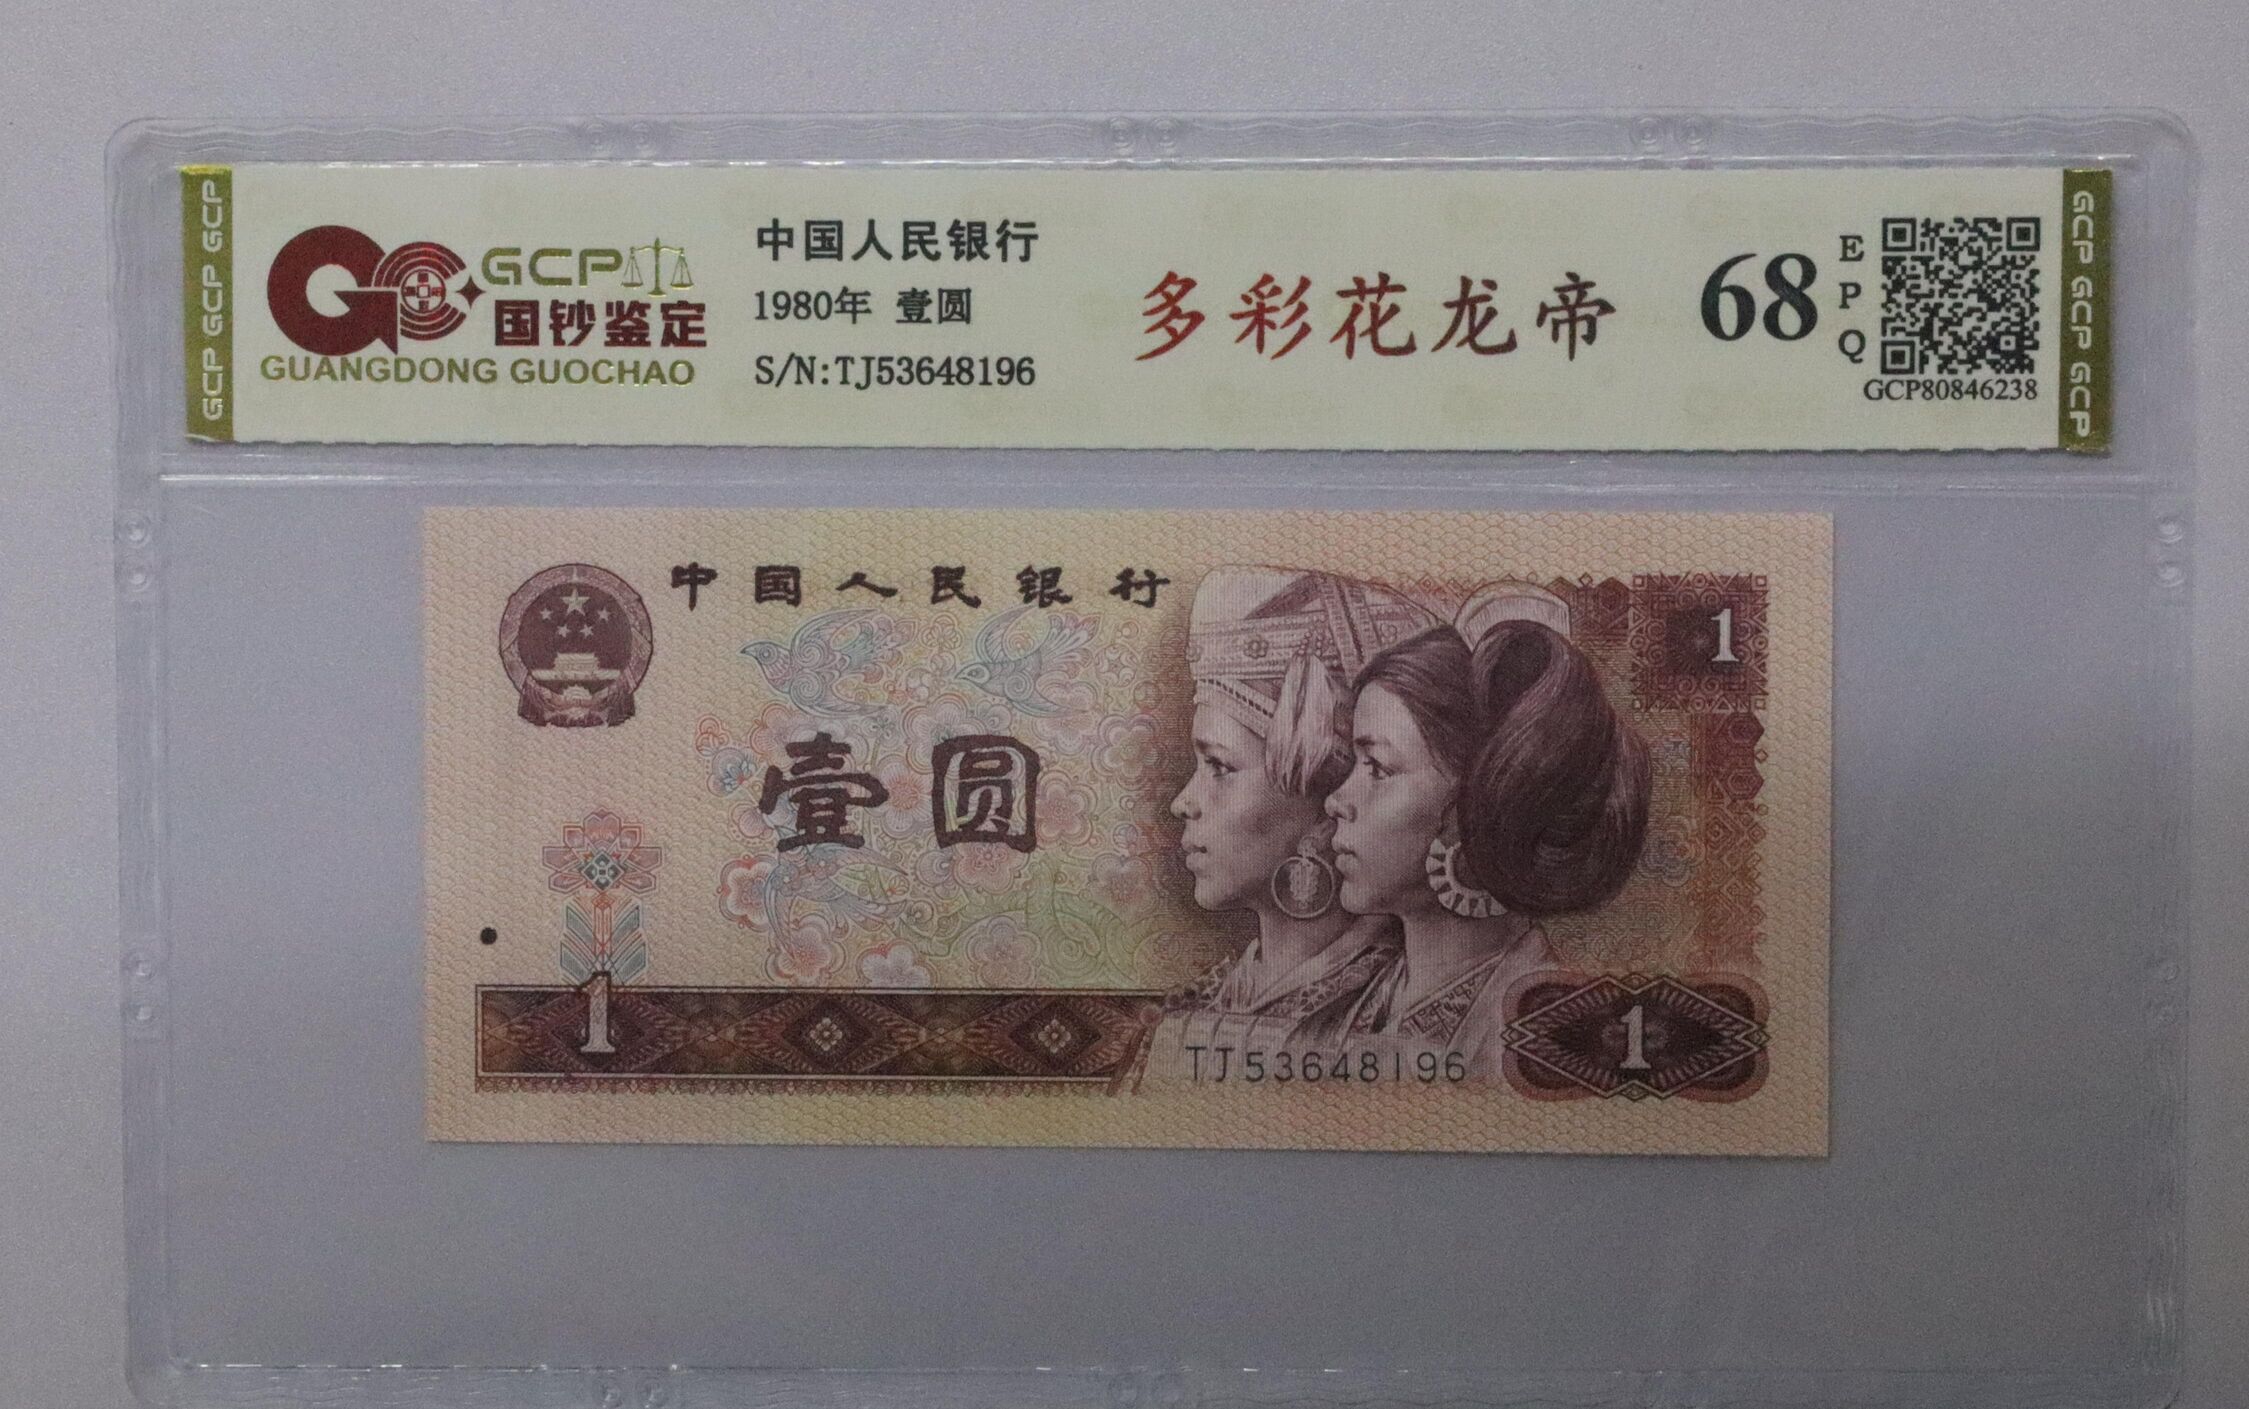 GCP GCP GCP
GCP
国钞鉴定
GUANGDONG GUOCHAO
中国人民银行
1980年 壹圆
S/N:TJ53648196
多彩花龙帝
68
EPQ
GCP80846238
GCP GCP GCP
中国人民银行
1
壹圆
1
TJ53648196
1